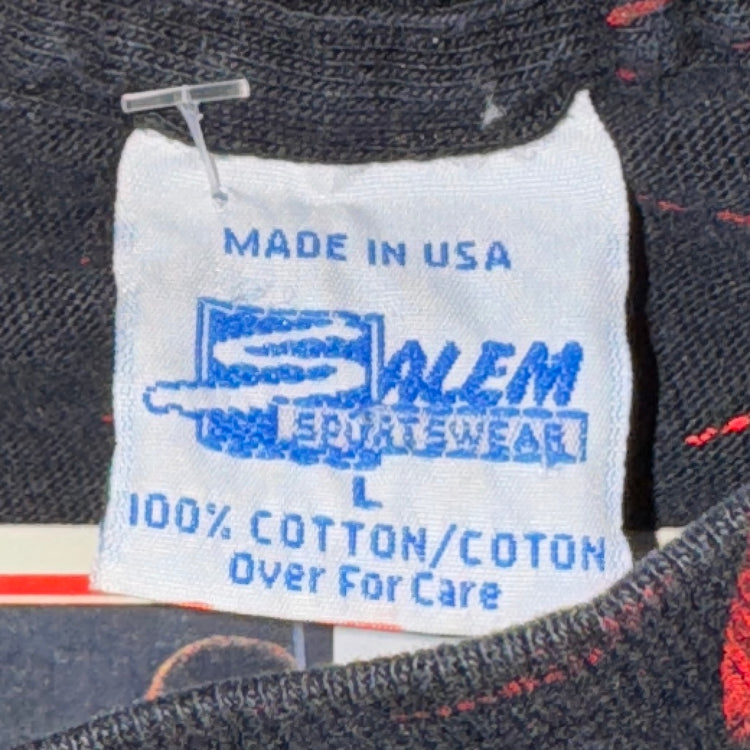 MADE IN USA
SALEM
SPORTSWEAR
L
100% COTTON/COTON
Over For Care